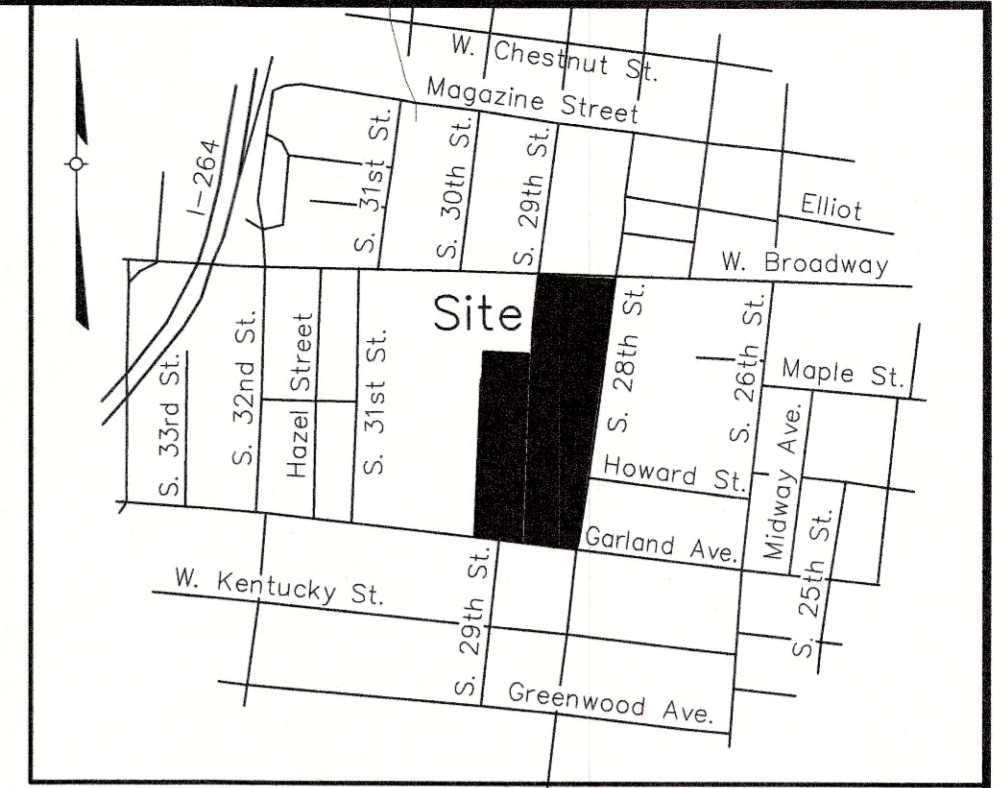 W. Chestnut St.
Magazine Street
I-264
S. 31st St.
S. 30th St.
S. 29th St.
Elliot
W. Broadway
Site
S. 33rd St.
S. 32nd St.
Hazel Street
S. 31st St.
S. 28th St.
S. 26th St.
Maple St.
Midway Ave.
Howard St.
Garland Ave.
S. 25th St.
W. Kentucky St.
S. 29th St.
Greenwood Ave.